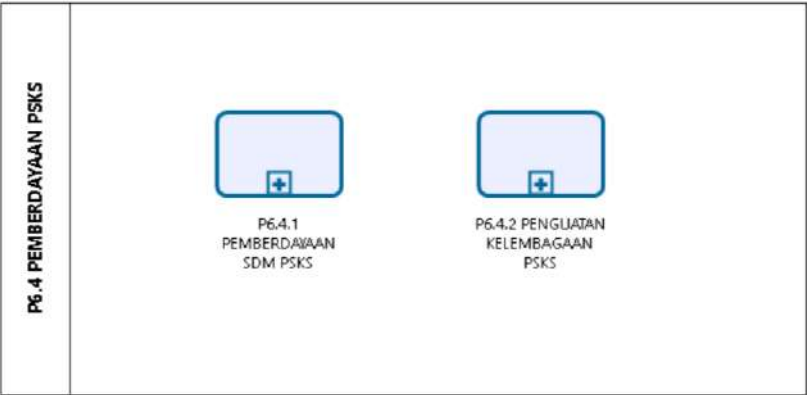 P6.4 PEMBERDAYAAN PSKS
P6.4.1
PEMBERDAYAAN
SDM PSKS
P6.4.2 PENGUATAN
KELEMBAGAAN
PSKS